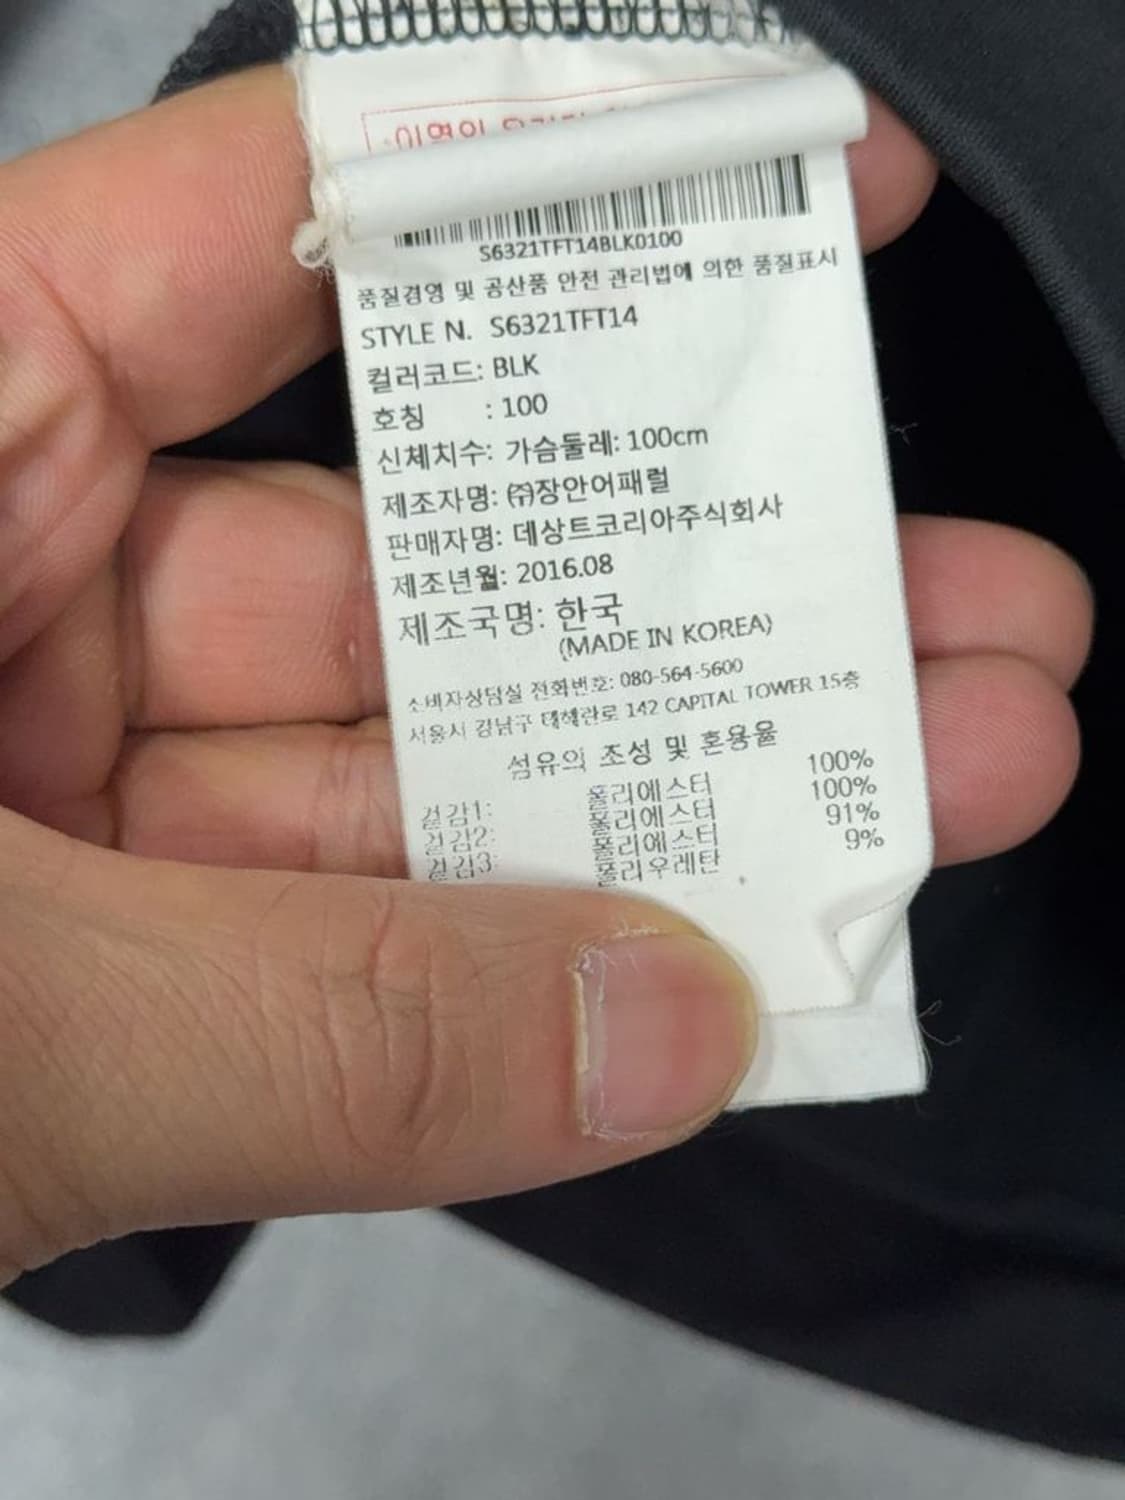 S6321TFT14BLK0100
품질경영 및 공산품 안전 관리법에 의한 품질표시
STYLE N. S6321TFT14
컬러코드: BLK
호칭 : 100
신체치수: 가슴둘레: 100cm
제조자명: ㈜장안어패럴
판매자명: 데상트코리아주식회사
제조년월: 2016.08
제조국명: 한국
(MADE IN KOREA)
소비자상담실 전화번호: 080-564-5600
서울시 강남구 테헤란로 142 CAPITAL TOWER 15층
섬유의 조성 및 혼용율
겉감1: 폴리에스터 100%
겉감2: 폴리에스터 100%
겉감3: 폴리에스터 91%
폴리우레탄 9%